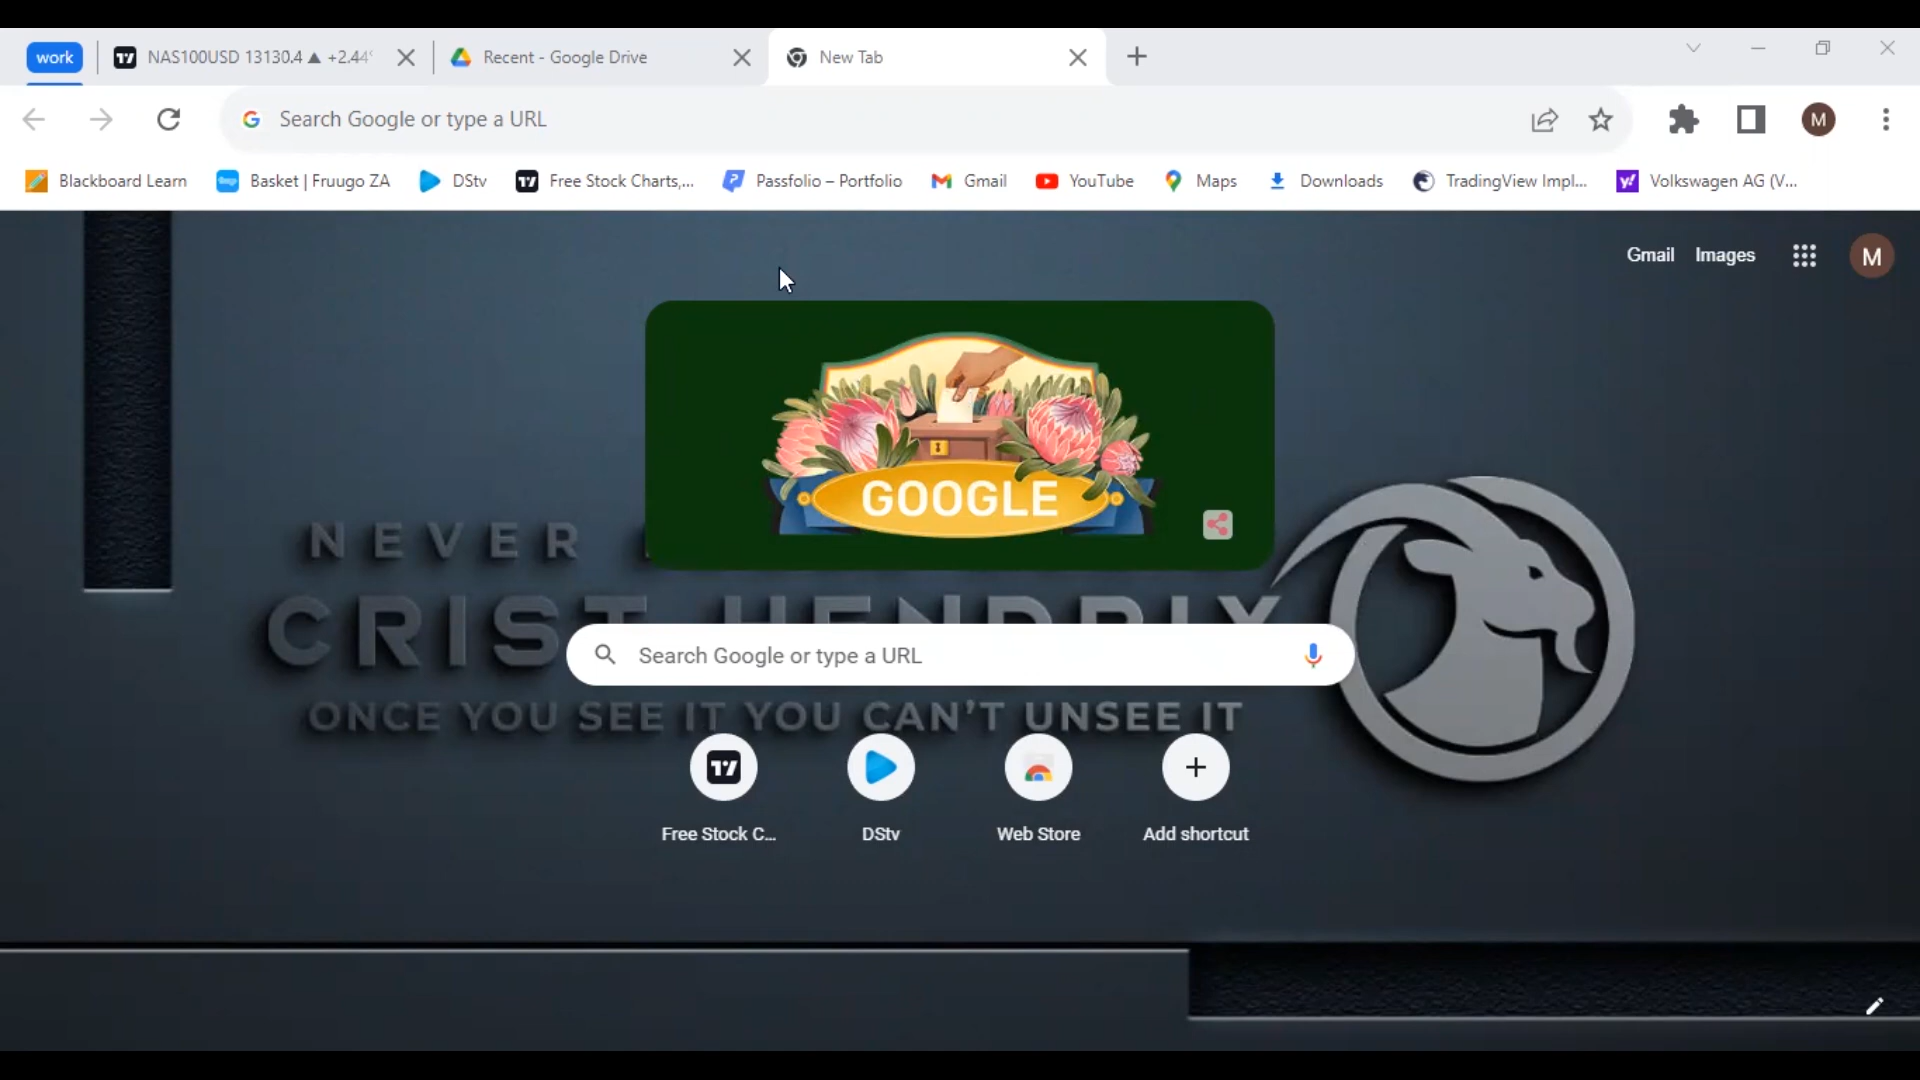 work
NAS100USD 13130.4 ▲ +2.44
Recent - Google Drive
New Tab
Search Google or type a URL
M
Blackboard Learn
Basket | Fruugo ZA
DStv
Free Stock Charts,...
Passfolio – Portfolio
Gmail
YouTube
Maps
Downloads
TradingView Impl...
Volkswagen AG (V...
Gmail
Images
M
GOOGLE
NEVER
CRIST HENDRIX
Search Google or type a URL
ONCE YOU SEE IT YOU CAN'T UNSEE IT
Free Stock C...
DStv
Web Store
Add shortcut